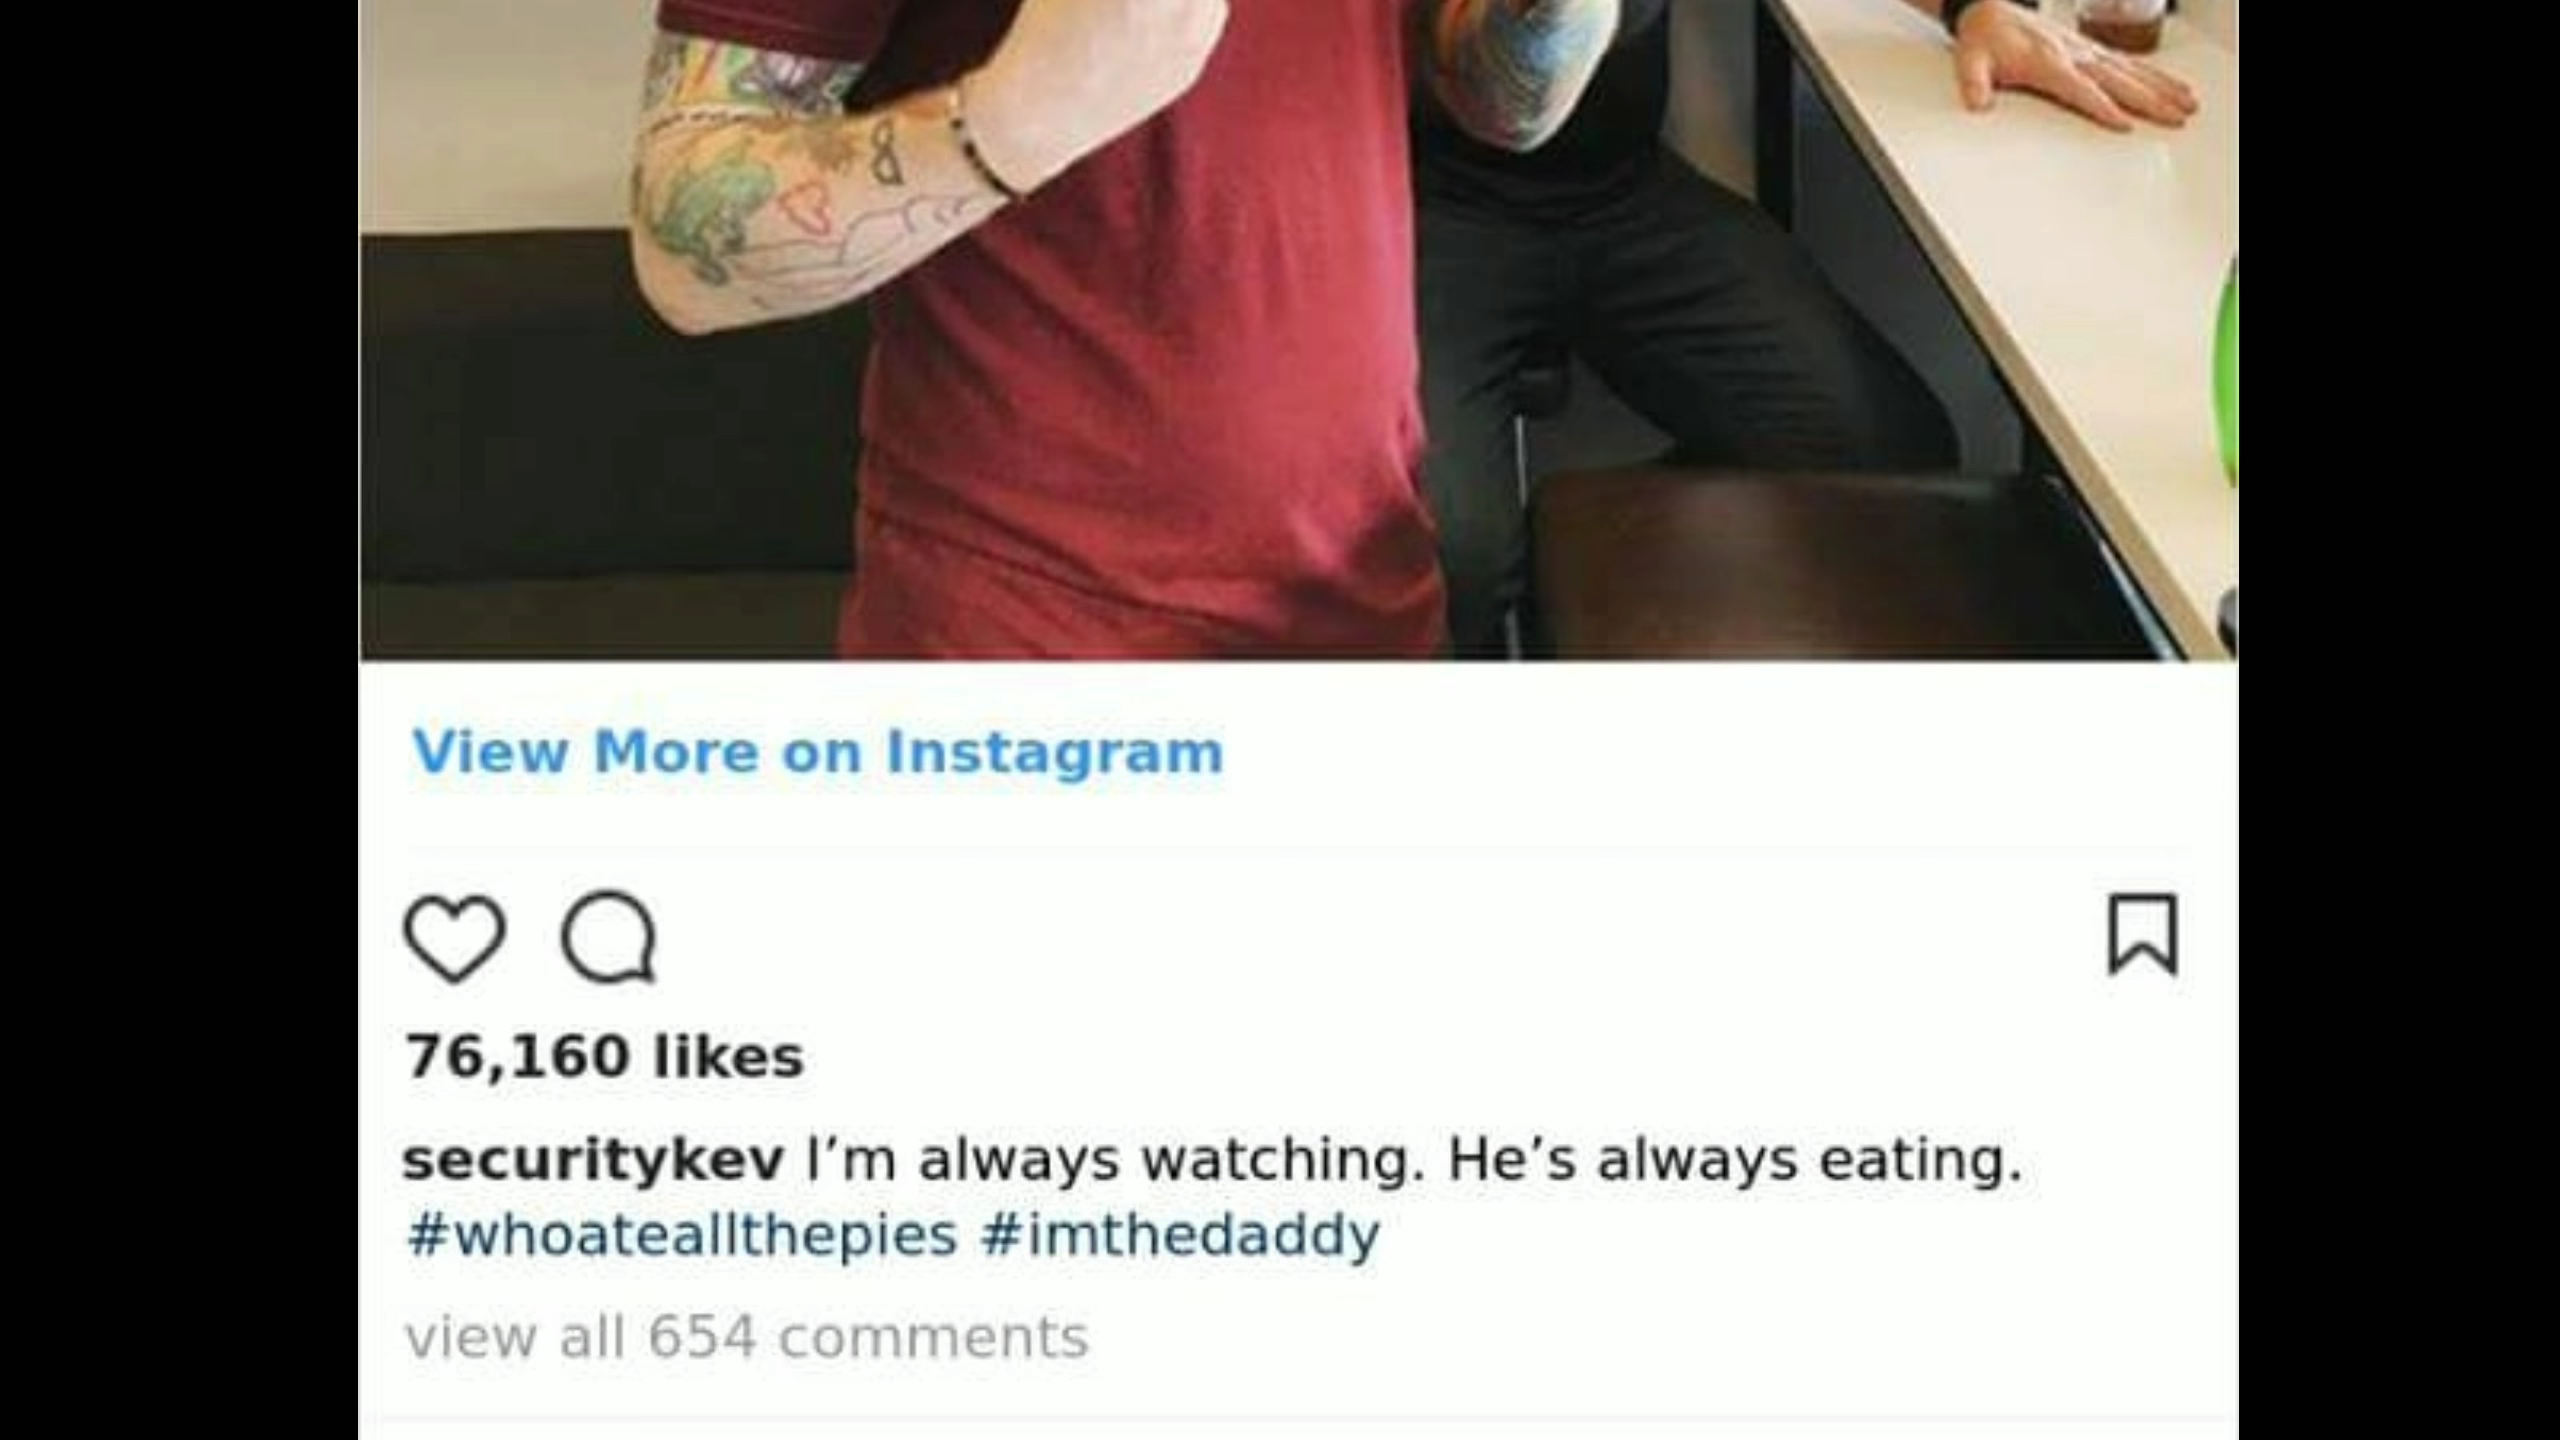 View More on Instagram
76,160 likes
securitykev I’m always watching. He’s always eating.
#whoateallthepies #imthedaddy
view all 654 comments